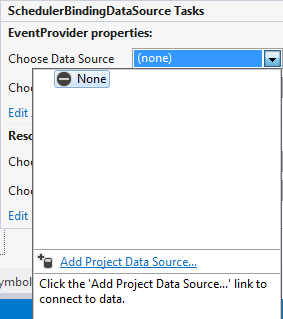 SchedulerBindingDataSource Tasks
EventProvider properties:
Choose Data Source (none)
None
Choo
Edit
Reso
Choo
Edit
Add Project Data Source...
ymbol
Click the 'Add Project Data Source...' link to
connect to data.